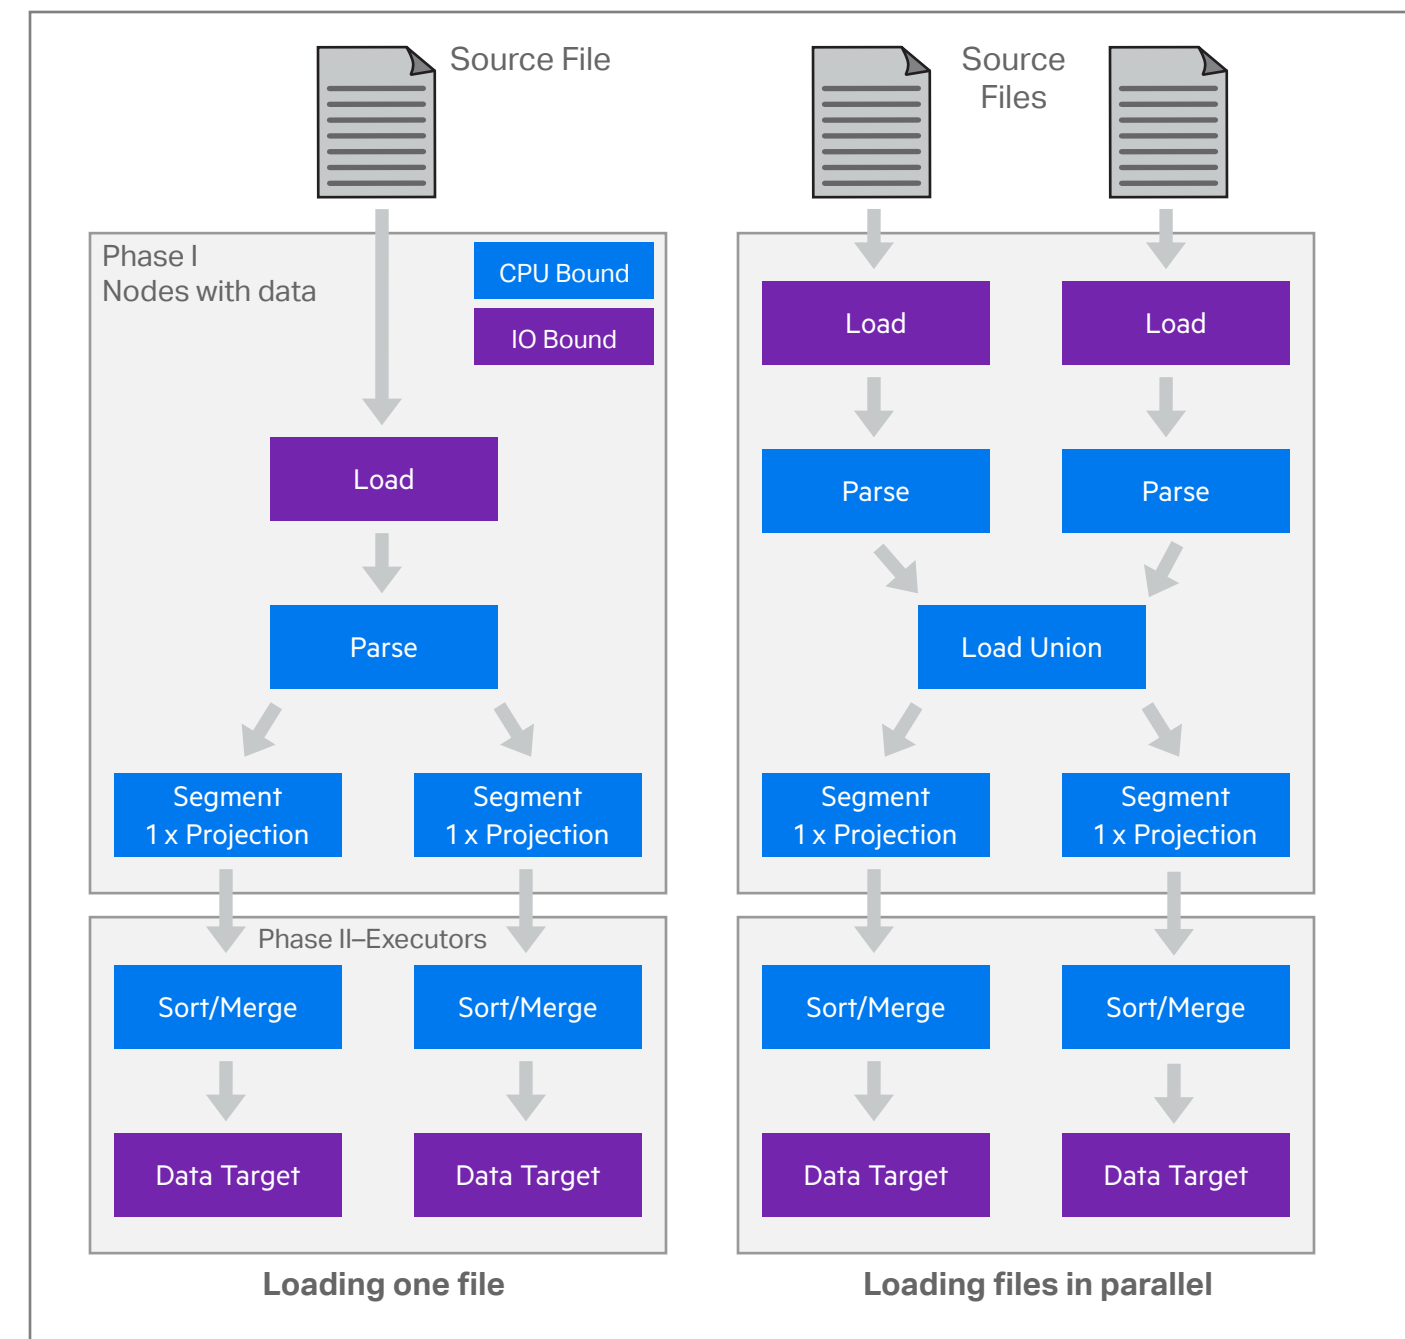 Source File
Phase I
Nodes with data
CPU Bound
IO Bound
Load
Parse
Segment
1 x Projection
Segment
1 x Projection
Phase II–Executors
Sort/Merge
Sort/Merge
Data Target
Data Target
Loading one file
Source
Files
Load
Load
Parse
Parse
Load Union
Segment
1 x Projection
Segment
1 x Projection
Sort/Merge
Sort/Merge
Data Target
Data Target
Loading files in parallel